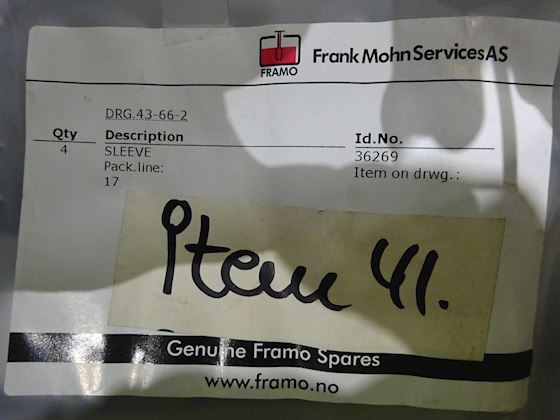 FRAMO
Frank Mohn Services AS
DRG.43-66-2
Qty Description Id.No.
4 SLEEVE 36269
Pack.line: Item on drwg.:
17
Item 41.
Genuine Framo Spares
www.framo.no